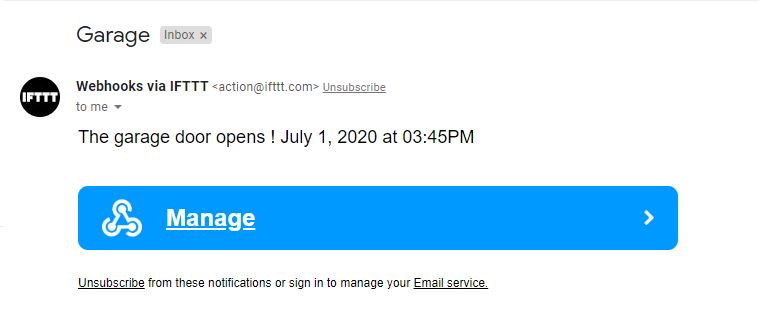 Garage Inbox x
IFTTT
Webhooks via IFTTT <action@ifttt.com> Unsubscribe
to me
The garage door opens ! July 1, 2020 at 03:45PM
Manage
Unsubscribe from these notifications or sign in to manage your Email service.